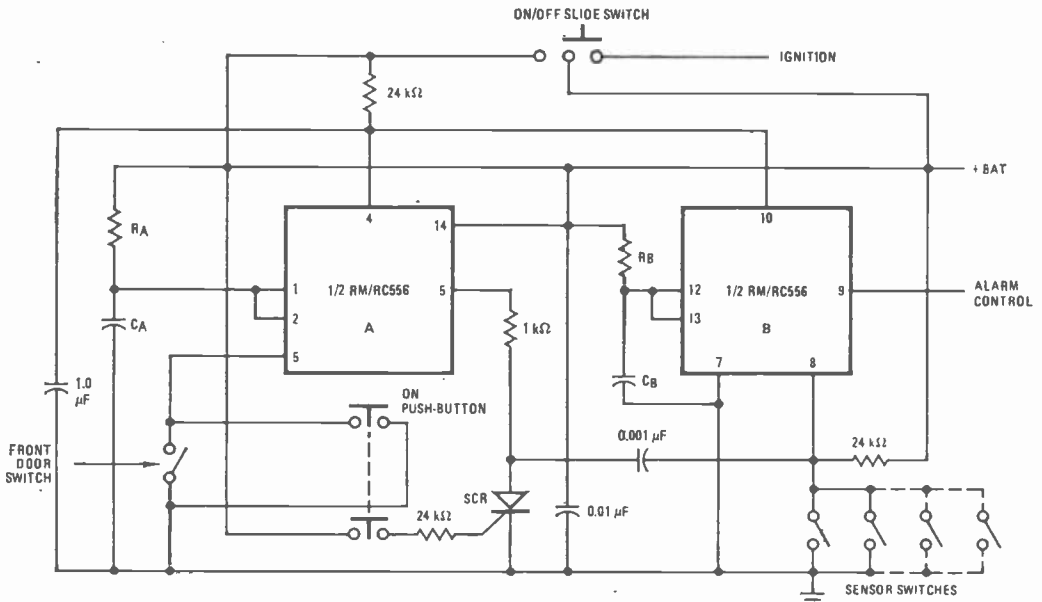 ON/OFF SLIDE SWITCH
IGNITION
24 kΩ
+ BAT
4
14
10
RA
RB
1
1/2 RM/RC556
5
12
1/2 RM/RC556
9
ALARM
CONTROL
2
A
13
B
CA
1 kΩ
5
7
8
CB
1.0
µF
ON
PUSH-BUTTON
0.001 µF
FRONT
DOOR
SWITCH
24 kΩ
SCR
24 kΩ
0.01 µF
SENSOR SWITCHES